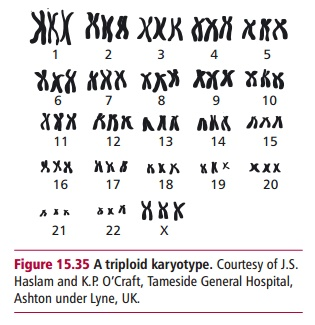 1 2 3 4 5
6 7 8 9 10
11 12 13 14 15
16 17 18 19 20
21 22 X
Figure 15.35 A triploid karyotype. Courtesy of J.S.
Haslam and K.P. O'Craft, Tameside General Hospital,
Ashton under Lyne, UK.